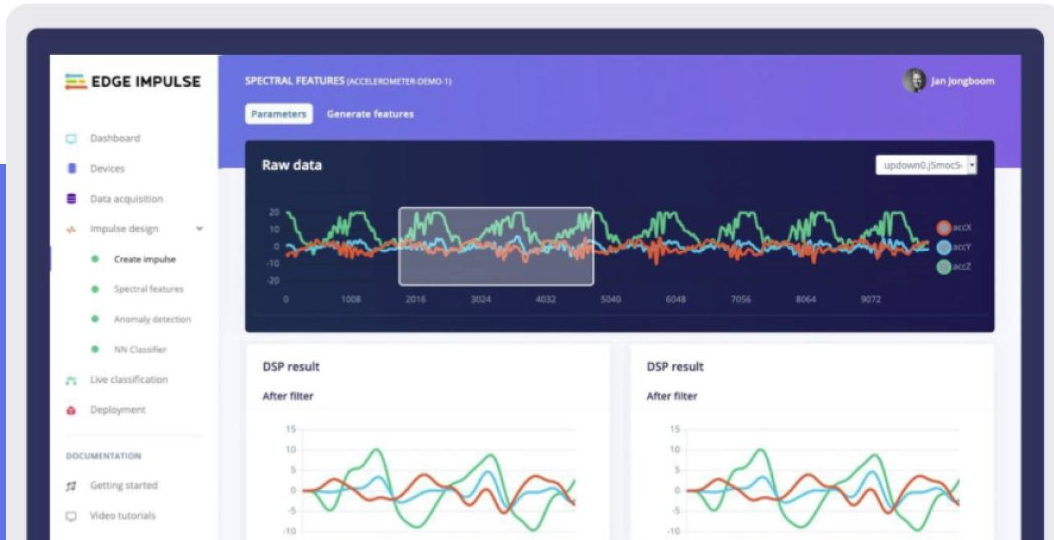 EDGE IMPULSE
Dashboard
Devices
Data acquisition
Impulse design
Create impulse
Spectral features
Anomaly detection
NN Classifier
Live classification
Deployment
DOCUMENTATION
Getting started
Video tutorials
SPECTRAL FEATURES (ACCELEROMETER-DEMO-1)
Jan Jongboom
Parameters Generate features
Raw data
20
10
0
-10
-20
0 1008 2016 3024 4032 5040 6048 7056 8064 9072
accX
accY
accZ
DSP result
After filter
15
10
5
0
-5
-10
DSP result
After filter
15
10
5
0
-5
-10